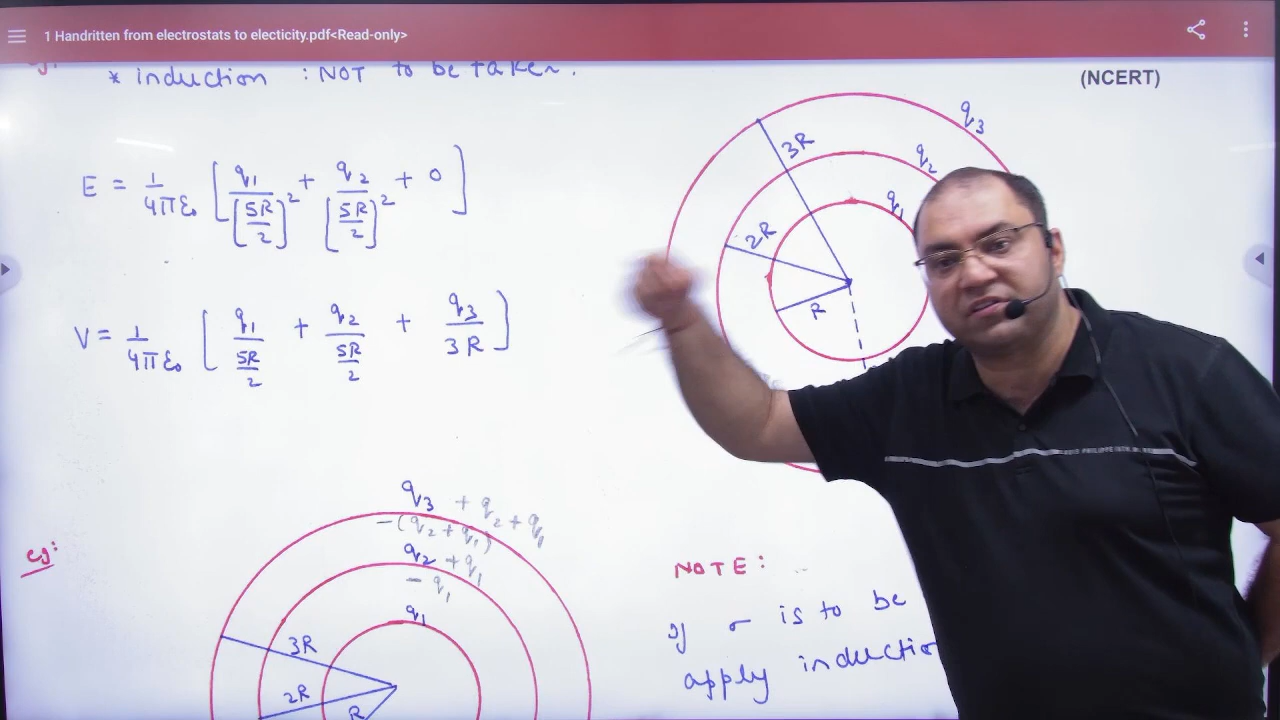 1 Handritten from electrostats to electicity.pdf<Read-only>
* induction : NOT to be taken.
(NCERT)
E = 1/4πε₀ [ q₁/[5R/2]² + q₂/[5R/2]² + 0 ]
V = 1/4πε₀ [ q₁/(5R/2) + q₂/(5R/2) + q₃/3R ]
q₃
q₂
q₁
3R
2R
R
eg:
q₃ + q₂ + q₁
-(q₂ + q₁)
q₂ + q₁
- q₁
q₁
3R
2R
R
NOTE:
If σ is to be
apply induction